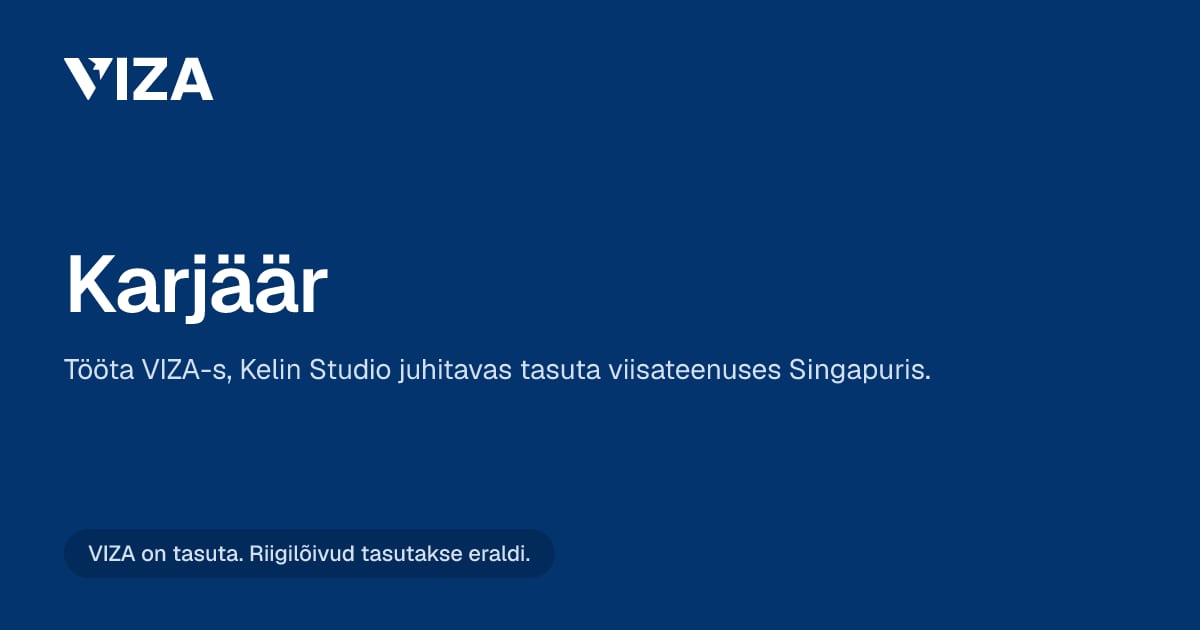 VIZA
Karjäär
Tööta VIZA-s, Kelin Studio juhitavas tasuta viisateenuses Singapuris.
VIZA on tasuta. Riigilõivud tasutakse eraldi.